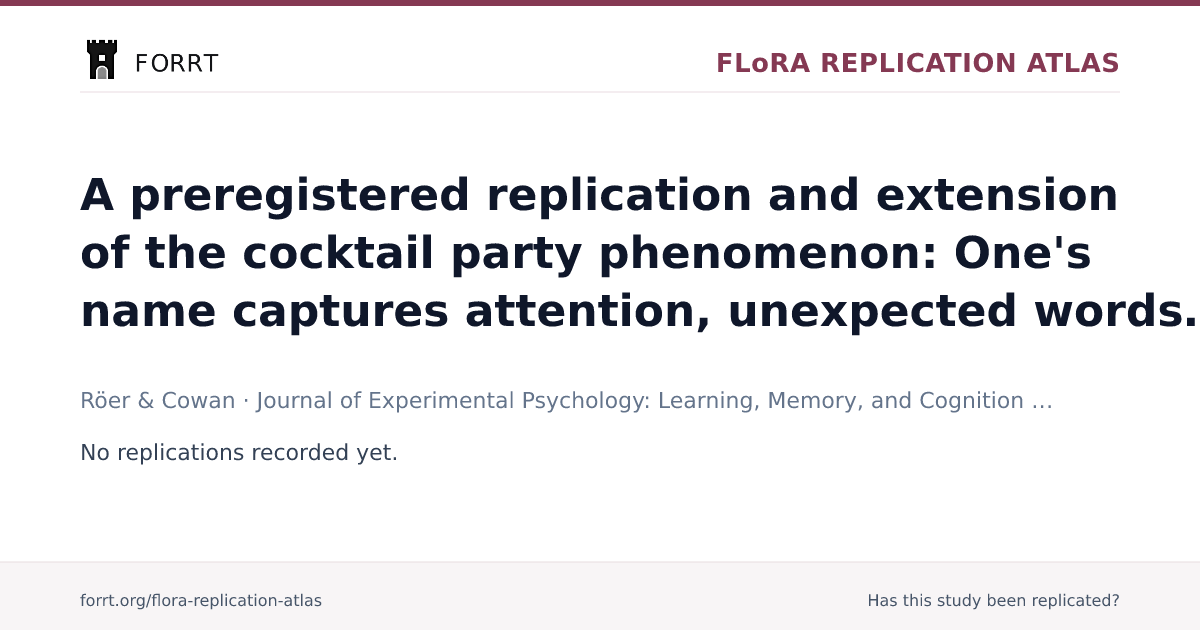 FORRT
FLoRA REPLICATION ATLAS
A preregistered replication and extension
of the cocktail party phenomenon: One's
name captures attention, unexpected words.
Röer & Cowan · Journal of Experimental Psychology: Learning, Memory, and Cognition …
No replications recorded yet.
forrt.org/flora-replication-atlas
Has this study been replicated?